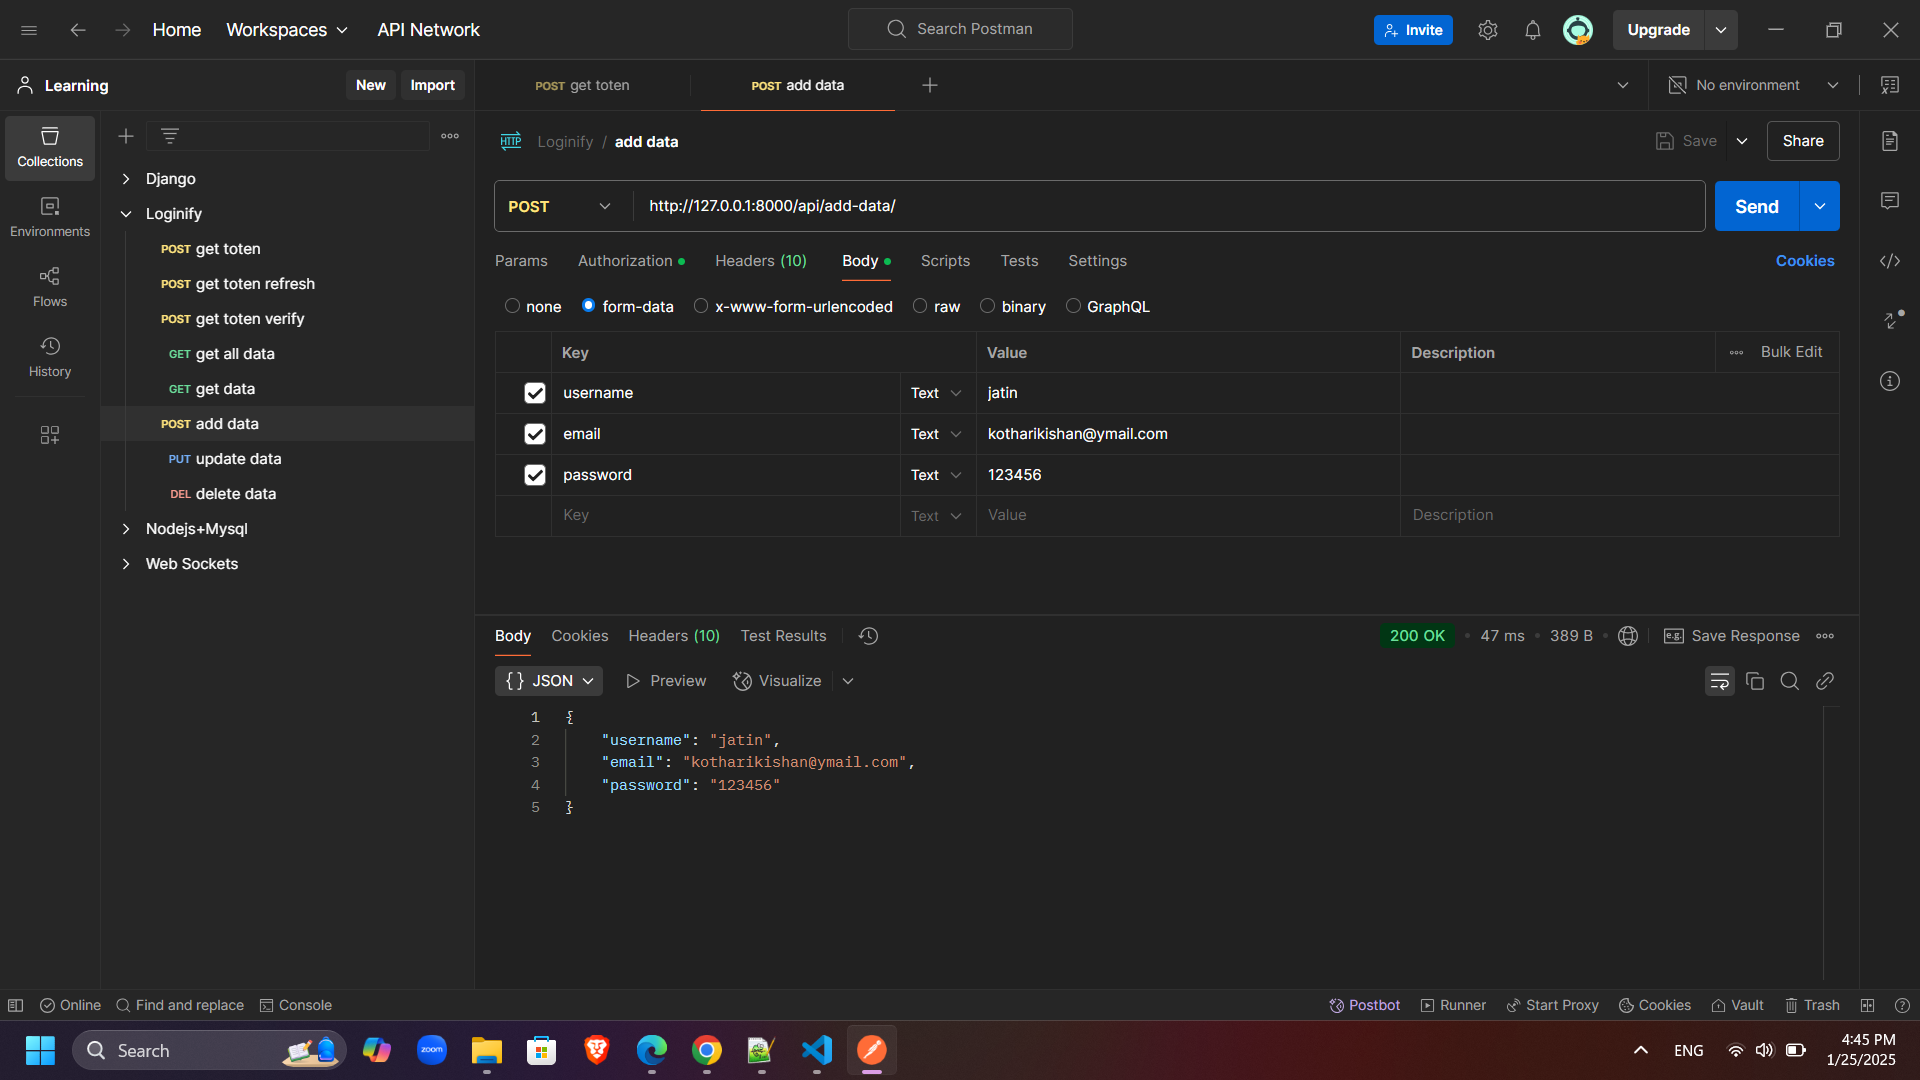 Home Workspaces API Network Search Postman Invite Upgrade
Learning New Import POST get toten POST add data No environment
Collections
Environments
Flows
History
Django
Loginify
POST get toten
POST get toten refresh
POST get toten verify
GET get all data
GET get data
POST add data
PUT update data
DEL delete data
Nodejs+Mysql
Web Sockets
HTTP Loginify / add data Save Share
POST http://127.0.0.1:8000/api/add-data/ Send
Params Authorization Headers (10) Body Scripts Tests Settings Cookies
none form-data x-www-form-urlencoded raw binary GraphQL
Key Value Description Bulk Edit
username Text jatin
email Text kotharikishan@ymail.com
password Text 123456
Key Text Value Description
Body Cookies Headers (10) Test Results 200 OK 47 ms 389 B e.g. Save Response
{} JSON Preview Visualize
1 {
2 "username": "jatin",
3 "email": "kotharikishan@ymail.com",
4 "password": "123456"
5 }
Online Find and replace Console Postbot Runner Start Proxy Cookies Vault Trash
Search zoom ENG 4:45 PM
1/25/2025